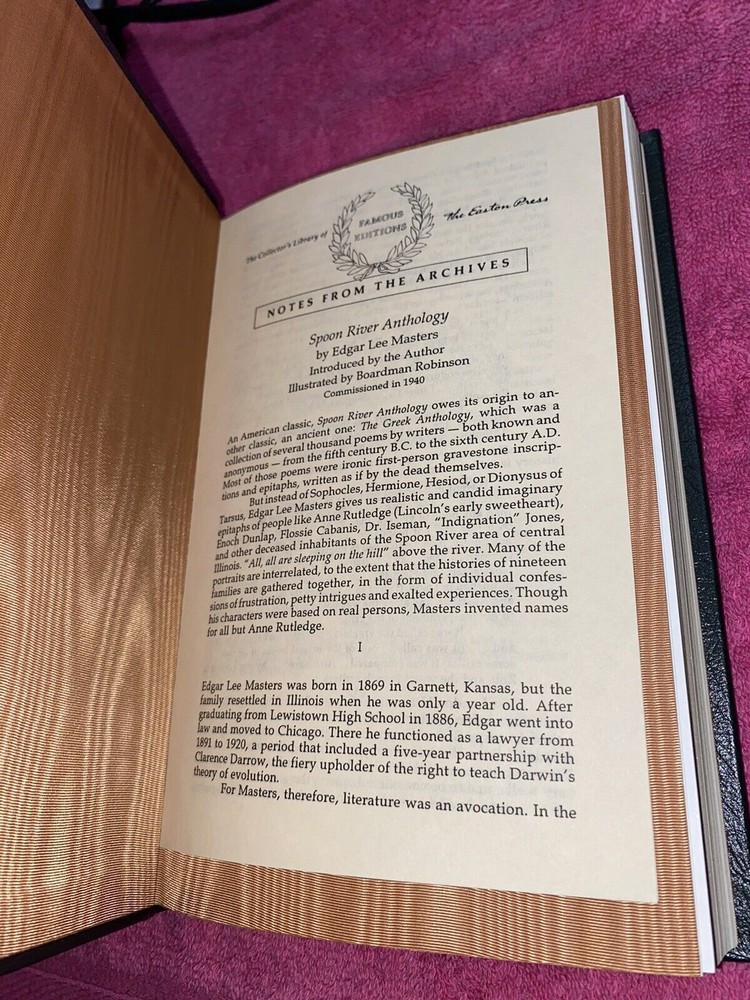 The Collector's Library of
FAMOUS
EDITIONS
The Easton Press
NOTES FROM THE ARCHIVES
Spoon River Anthology
by Edgar Lee Masters
Introduced by the Author
Illustrated by Boardman Robinson
Commissioned in 1940
An American classic, Spoon River Anthology owes its origin to an-
other classic, an ancient one: The Greek Anthology, which was a
collection of several thousand poems by writers — both known and
anonymous — from the fifth century B.C. to the sixth century A.D.
Most of those poems were ironic first-person gravestone inscrip-
tions and epitaphs, written as if by the dead themselves.
But instead of Sophocles, Hermione, Hesiod, or Dionysus of
Tarsus, Edgar Lee Masters gives us realistic and candid imaginary
epitaphs of people like Anne Rutledge (Lincoln's early sweetheart),
Enoch Dunlap, Flossie Cabanis, Dr. Iseman, "Indignation" Jones,
and other deceased inhabitants of the Spoon River area of central
Illinois. "All, all are sleeping on the hill" above the river. Many of the
portraits are interrelated, to the extent that the histories of nineteen
families are gathered together, in the form of individual confes-
sions of frustration, petty intrigues and exalted experiences. Though
his characters were based on real persons, Masters invented names
for all but Anne Rutledge.
I
Edgar Lee Masters was born in 1869 in Garnett, Kansas, but the
family resettled in Illinois when he was only a year old. After
graduating from Lewistown High School in 1886, Edgar went into
law and moved to Chicago. There he functioned as a lawyer from
1891 to 1920, a period that included a five-year partnership with
Clarence Darrow, the fiery upholder of the right to teach Darwin's
theory of evolution.
For Masters, therefore, literature was an avocation. In the